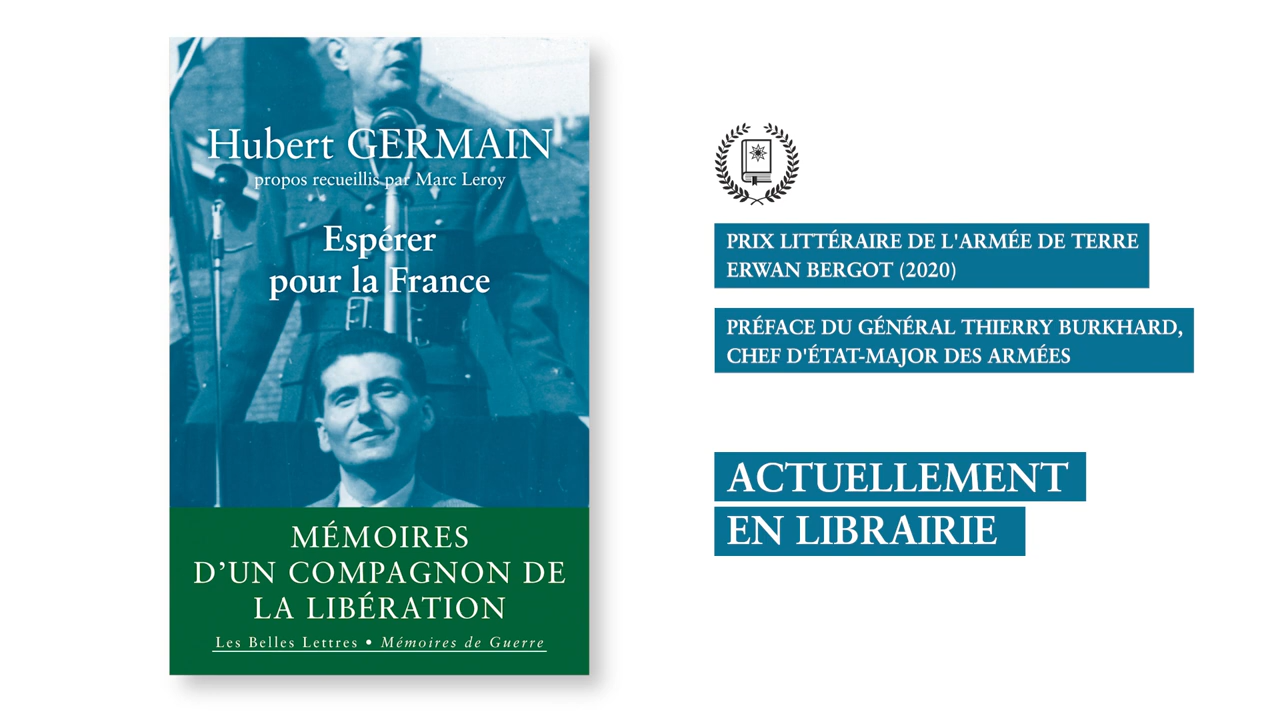 Hubert GERMAIN
propos recueillis par Marc Leroy
Espérer
pour la France
MÉMOIRES
D’UN COMPAGNON DE
LA LIBÉRATION
Les Belles Lettres • Mémoires de Guerre
PRIX LITTÉRAIRE DE L'ARMÉE DE TERRE
ERWAN BERGOT (2020)
PRÉFACE DU GÉNÉRAL THIERRY BURKHARD,
CHEF D'ÉTAT-MAJOR DES ARMÉES
ACTUELLEMENT
EN LIBRAIRIE